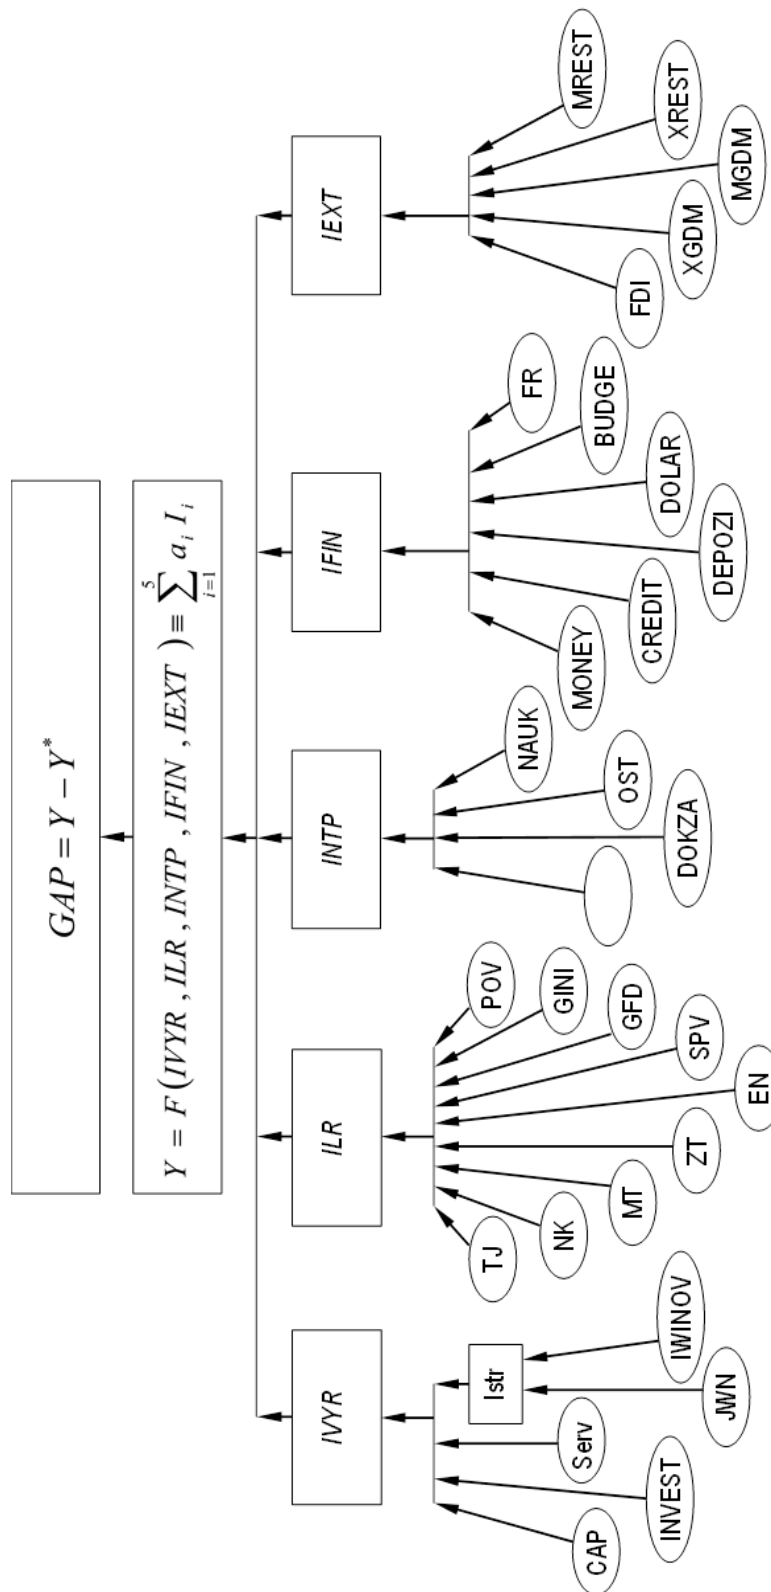 GAP = Y − Y*
Y = F (IVYR , ILR , INTP , IFIN , IEXT ) ≡ ∑ a i I i
5
i=1
IVYR
ILR
INTP
IFIN
IEXT
CAP
INVEST
Serv
Istr
JWN
IWINOV
TJ
NK
MT
ZT
EN
SPV
GFD
GINI
POV
DOKZA
OST
NAUK
MONEY
CREDIT
DEPOZI
DOLAR
BUDGE
FR
FDI
XGDM
MGDM
XREST
MREST